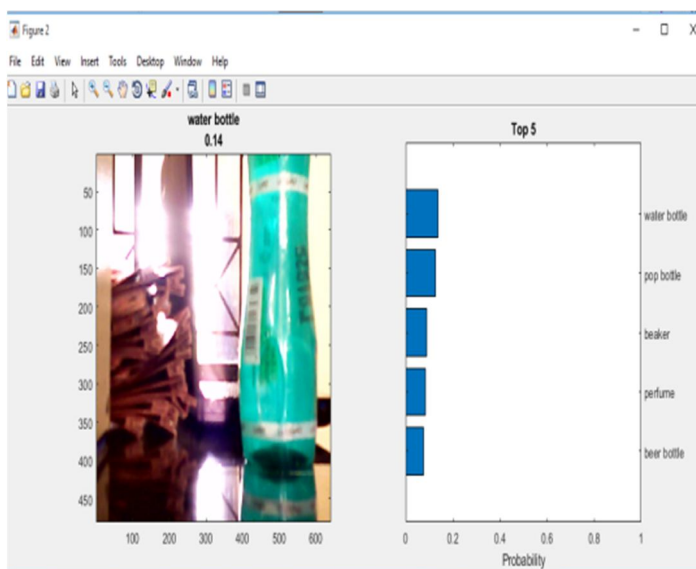 Figure 2
File Edit View Insert Tools Desktop Window Help
water bottle
0.14
50
100
150
200
250
300
350
400
450
100 200 300 400 500 600
Top 5
water bottle
pop bottle
beaker
perfume
beer bottle
0 0.2 0.4 0.6 0.8 1
Probability